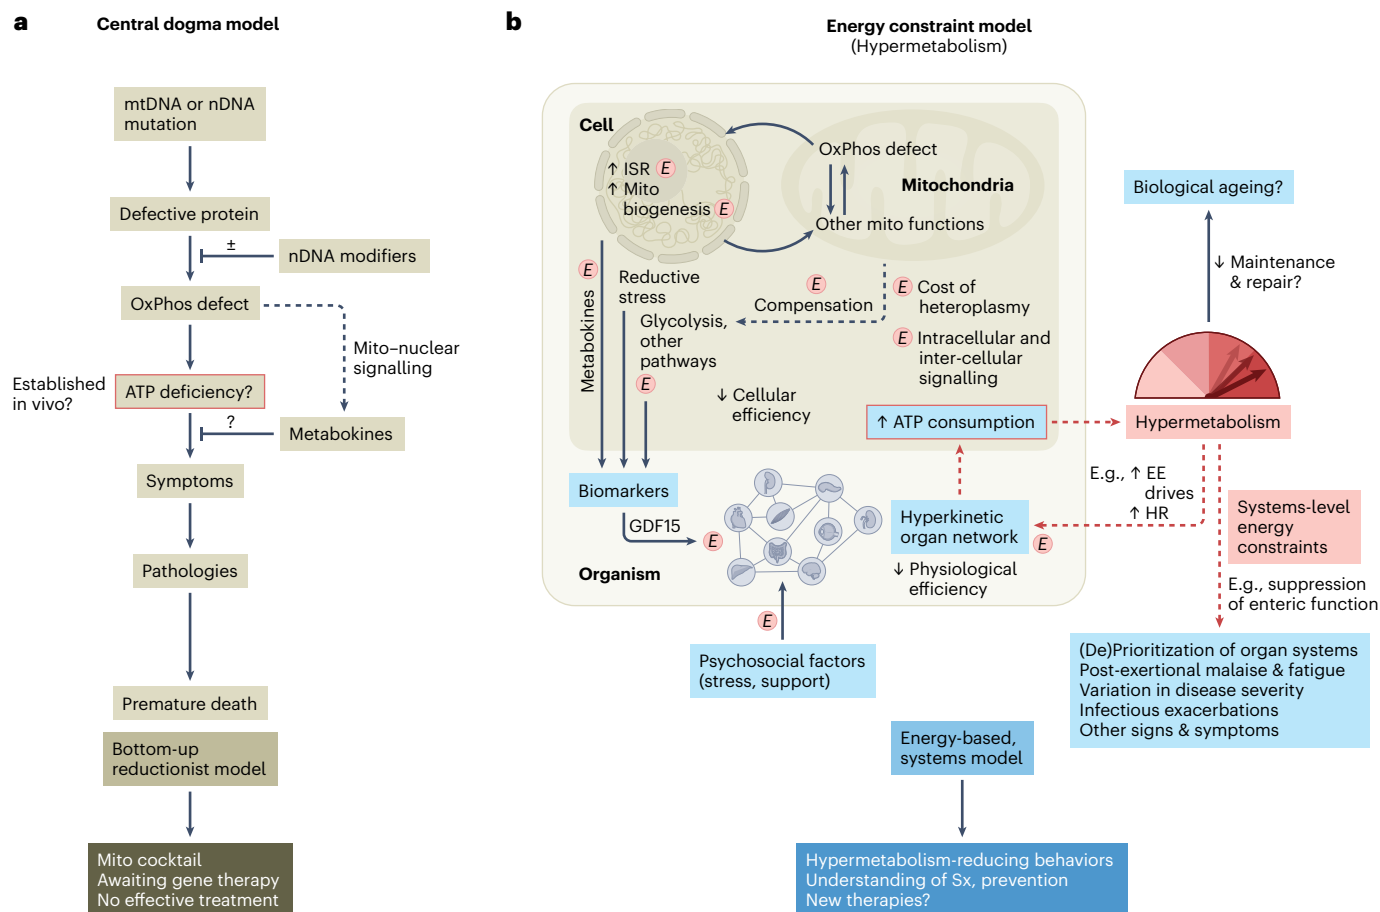 a
Central dogma model
mtDNA or nDNA
mutation
Defective protein
±
nDNA modifiers
OxPhos defect
Mito–nuclear
signalling
Established
in vivo?
ATP deficiency?
?
Metabokines
Symptoms
Pathologies
Premature death
Bottom-up
reductionist model
Mito cocktail
Awaiting gene therapy
No effective treatment
b
Energy constraint model
(Hypermetabolism)
Cell
↑ ISR E
↑ Mito
biogenesis E
OxPhos defect
Mitochondria
Other mito functions
E
Metabokines
Reductive
stress
Glycolysis,
other
pathways
E
E
Compensation
E Cost of
heteroplasmy
E Intracellular and
inter-cellular
signalling
↓ Cellular
efficiency
↑ ATP consumption
Biomarkers
GDF15
E
Organism
Hyperkinetic
organ network
E
↓ Physiological
efficiency
E
Psychosocial factors
(stress, support)
Biological ageing?
↓ Maintenance
& repair?
Hypermetabolism
E.g., ↑ EE
drives
↑ HR
Systems-level
energy
constraints
E.g., suppression
of enteric function
(De)Prioritization of organ systems
Post-exertional malaise & fatigue
Variation in disease severity
Infectious exacerbations
Other signs & symptoms
Energy-based,
systems model
Hypermetabolism-reducing behaviors
Understanding of Sx, prevention
New therapies?